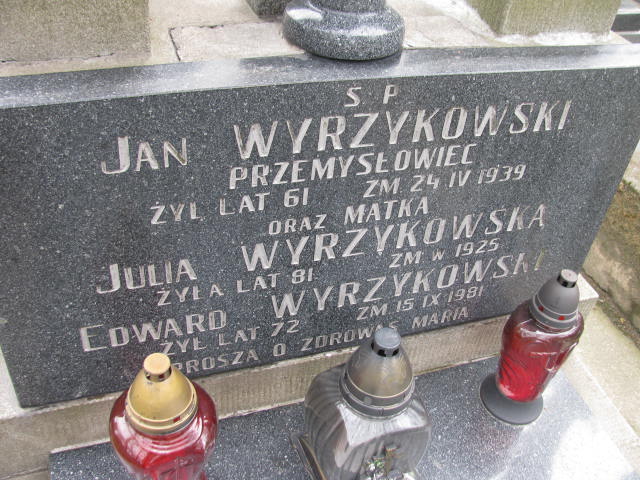 Ś P
JAN WYRZYKOWSKI
PRZEMYSŁOWIEC
ŻYŁ LAT 61 ZM 24 IV 1939
ORAZ MATKA
JULIA WYRZYKOWSKA
ŻYŁA LAT 81 ZM W 1925
EDWARD WYRZYKOWSKI
ŻYŁ LAT 72 ZM 15 IX 1981
PROSZĄ O ZDROWAŚ MARIA